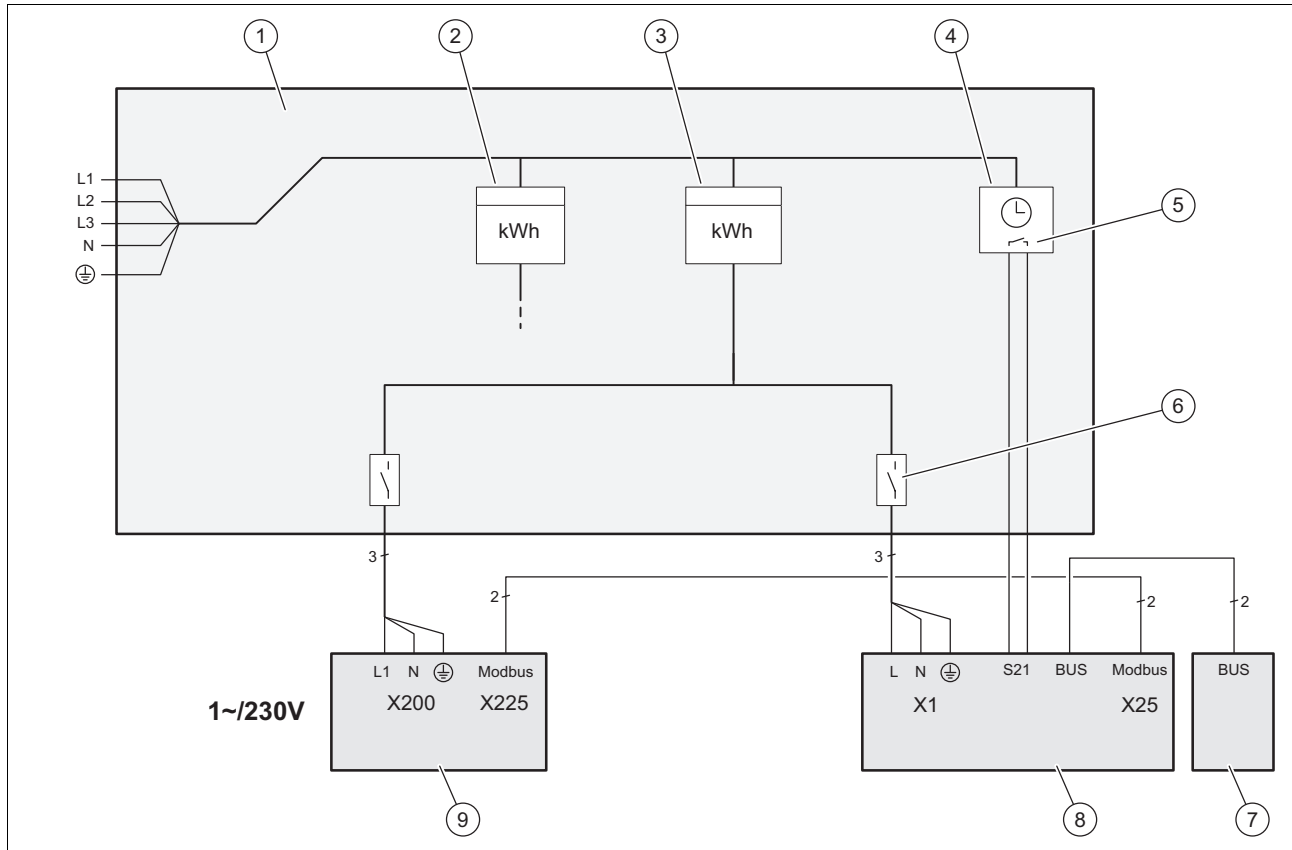 1 2 3 4
L1
L2
L3
N
kWh kWh
5
6
3 3
2 2 2
L1 N Modbus L N S21 BUS Modbus BUS
X200 X225 X1 X25
1~/230V
9 8 7